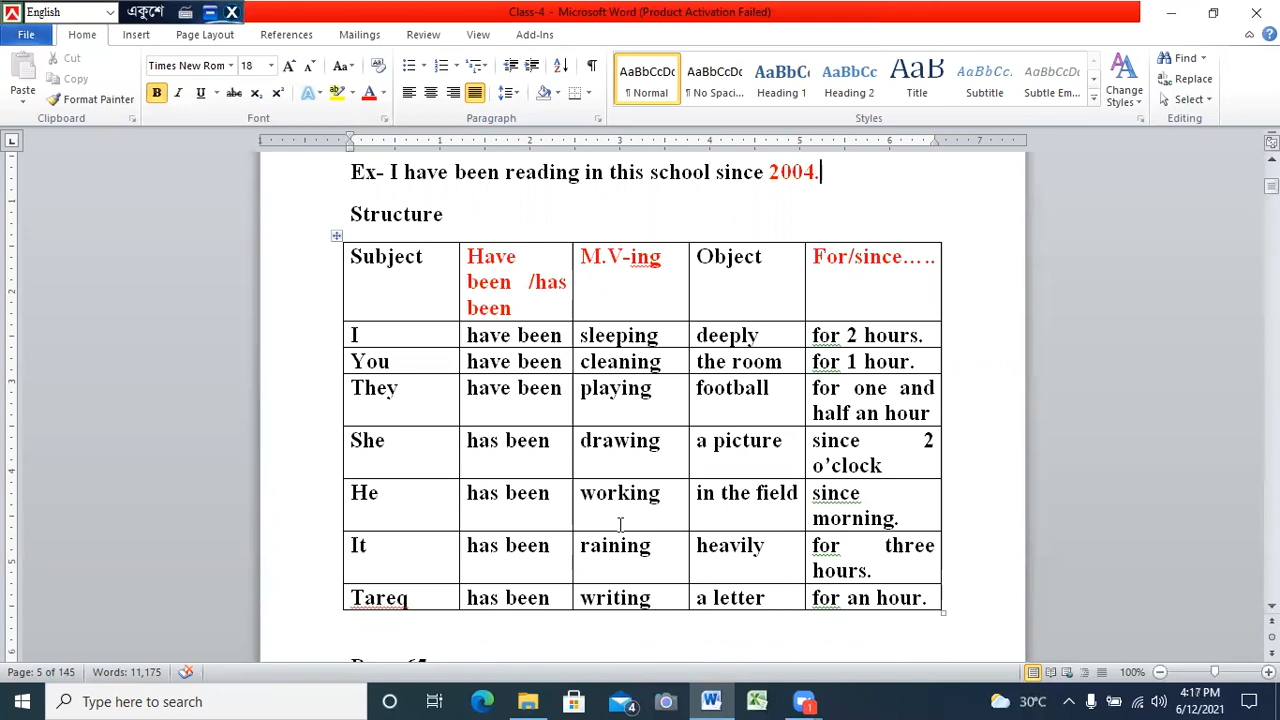 English
একুশে
Class-4 - Microsoft Word (Product Activation Failed)
File Home Insert Page Layout References Mailings Review View Add-Ins
Cut
Copy
Format Painter
Paste
Clipboard
Times New Rom 18
B I U abc x₂ x² A ab A
Font
Paragraph
AaBbCcDc AaBbCcDc AaBbCc AaBbCc AaB AaBbCcL AaBbCcDc
¶ Normal ¶ No Spaci... Heading 1 Heading 2 Title Subtitle Subtle Em...
Change Styles
Styles
Find
Replace
Select
Editing
Ex- I have been reading in this school since 2004.
Structure
Subject Have been /has been M.V-ing Object For/since…..
I have been sleeping deeply for 2 hours.
You have been cleaning the room for 1 hour.
They have been playing football for one and half an hour
She has been drawing a picture since 2 o’clock
He has been working in the field since morning.
It has been raining heavily for three hours.
Tareq has been writing a letter for an hour.
Page: 5 of 145 Words: 11,175 100%
Type here to search
4
1
30°C
4:17 PM
6/12/2021